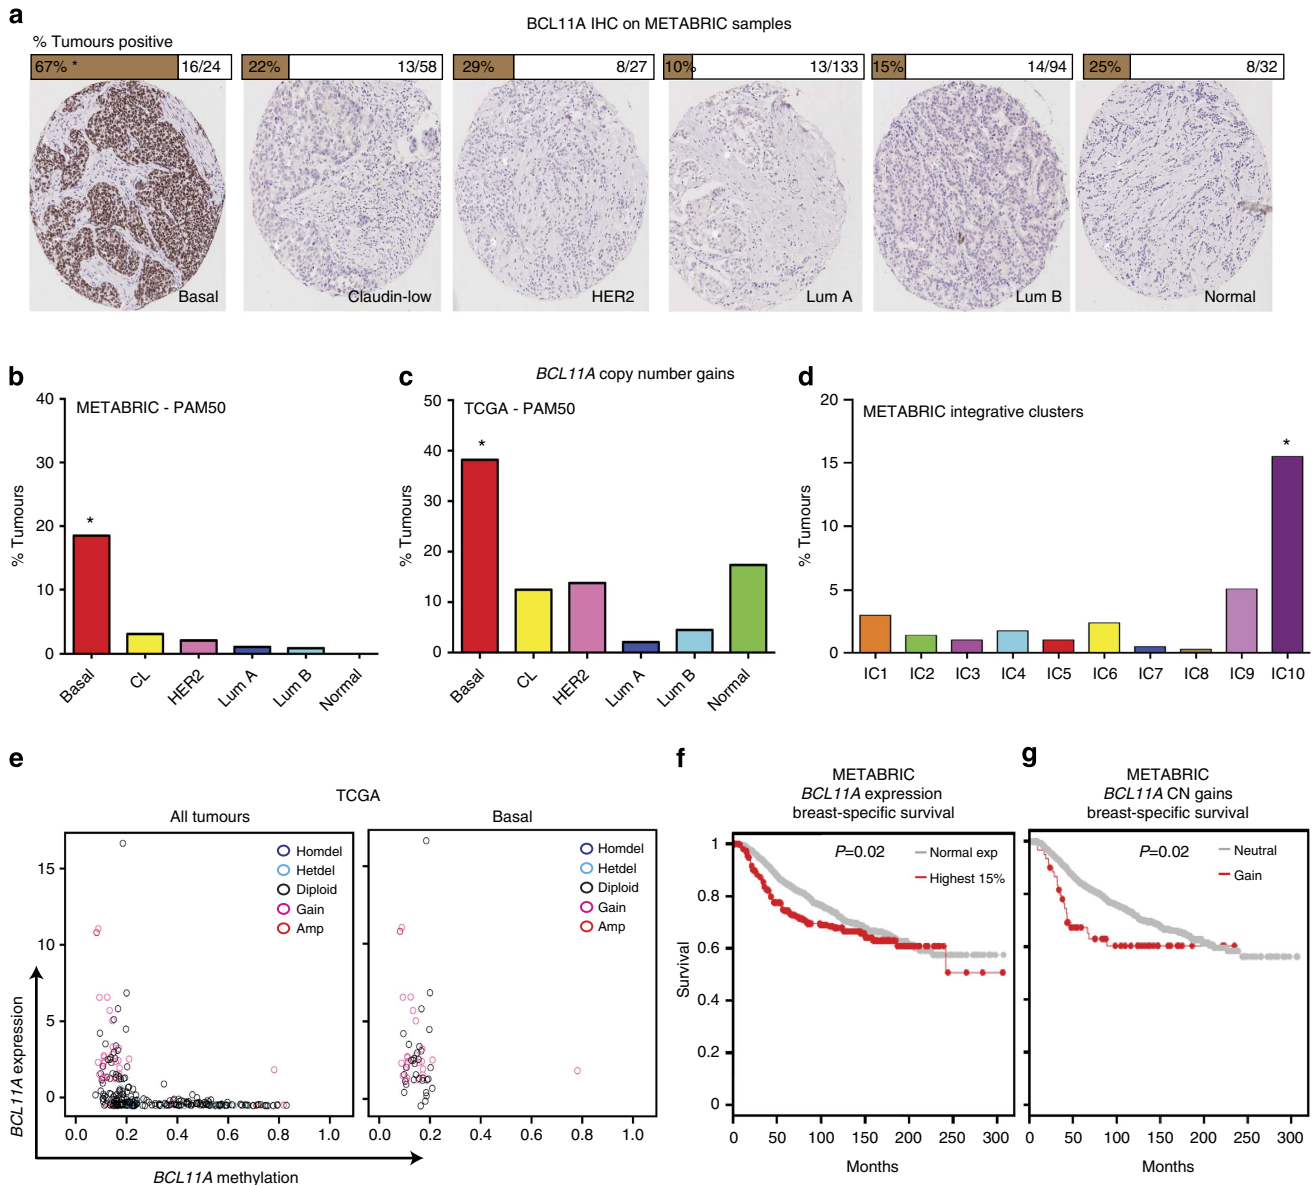 a
BCL11A IHC on METABRIC samples
% Tumours positive
67% * 16/24
22% 13/58
29% 8/27
10% 13/133
15% 14/94
25% 8/32
Basal
Claudin-low
HER2
Lum A
Lum B
Normal
b
METABRIC - PAM50
% Tumours
40
30
20
10
0
*
Basal
CL
HER2
Lum A
Lum B
Normal
c
BCL11A copy number gains
TCGA - PAM50
% Tumours
50
40
30
20
10
0
*
Basal
CL
HER2
Lum A
Lum B
Normal
d
METABRIC integrative clusters
% Tumours
20
15
10
5
0
*
IC1 IC2 IC3 IC4 IC5 IC6 IC7 IC8 IC9 IC10
e
TCGA
All tumours
Homdel
Hetdel
Diploid
Gain
Amp
15
10
5
0
0.0 0.2 0.4 0.6 0.8 1.0
BCL11A expression
BCL11A methylation
Basal
Homdel
Hetdel
Diploid
Gain
Amp
0.0 0.2 0.4 0.6 0.8 1.0
f
METABRIC
BCL11A expression
breast-specific survival
P=0.02
Normal exp
Highest 15%
Survival
1
0.8
0.6
0.4
0.2
0
0 50 100 150 200 250 300
Months
g
METABRIC
BCL11A CN gains
breast-specific survival
P=0.02
Neutral
Gain
0 50 100 150 200 250 300
Months